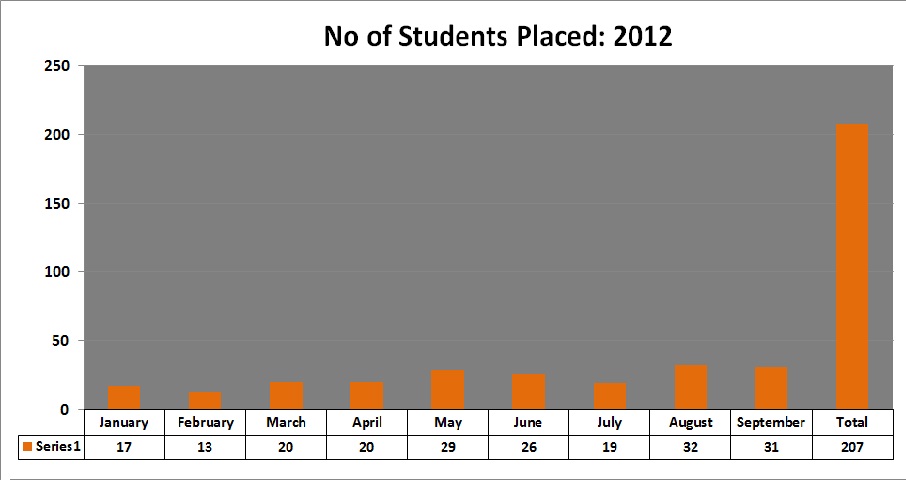 No of Students Placed: 2012
250
200
150
100
50
0
January February March April May June July August September Total
Series1 17 13 20 20 29 26 19 32 31 207